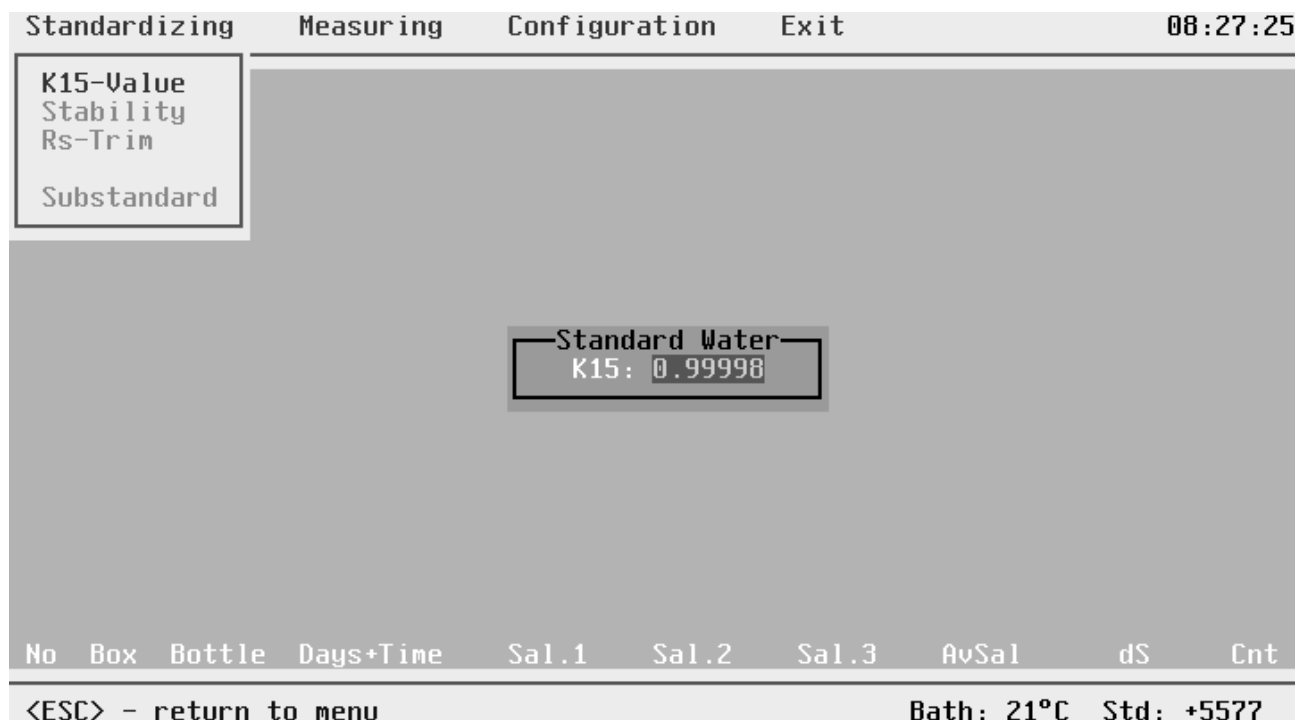 Standardizing Measuring Configuration Exit 08:27:25
K15-Value
Stability
Rs-Trim
Substandard
Standard Water
K15: 0.99998
No Box Bottle Days+Time Sal.1 Sal.2 Sal.3 AvSal dS Cnt
<ESC> - return to menu Bath: 21°C Std: +5577